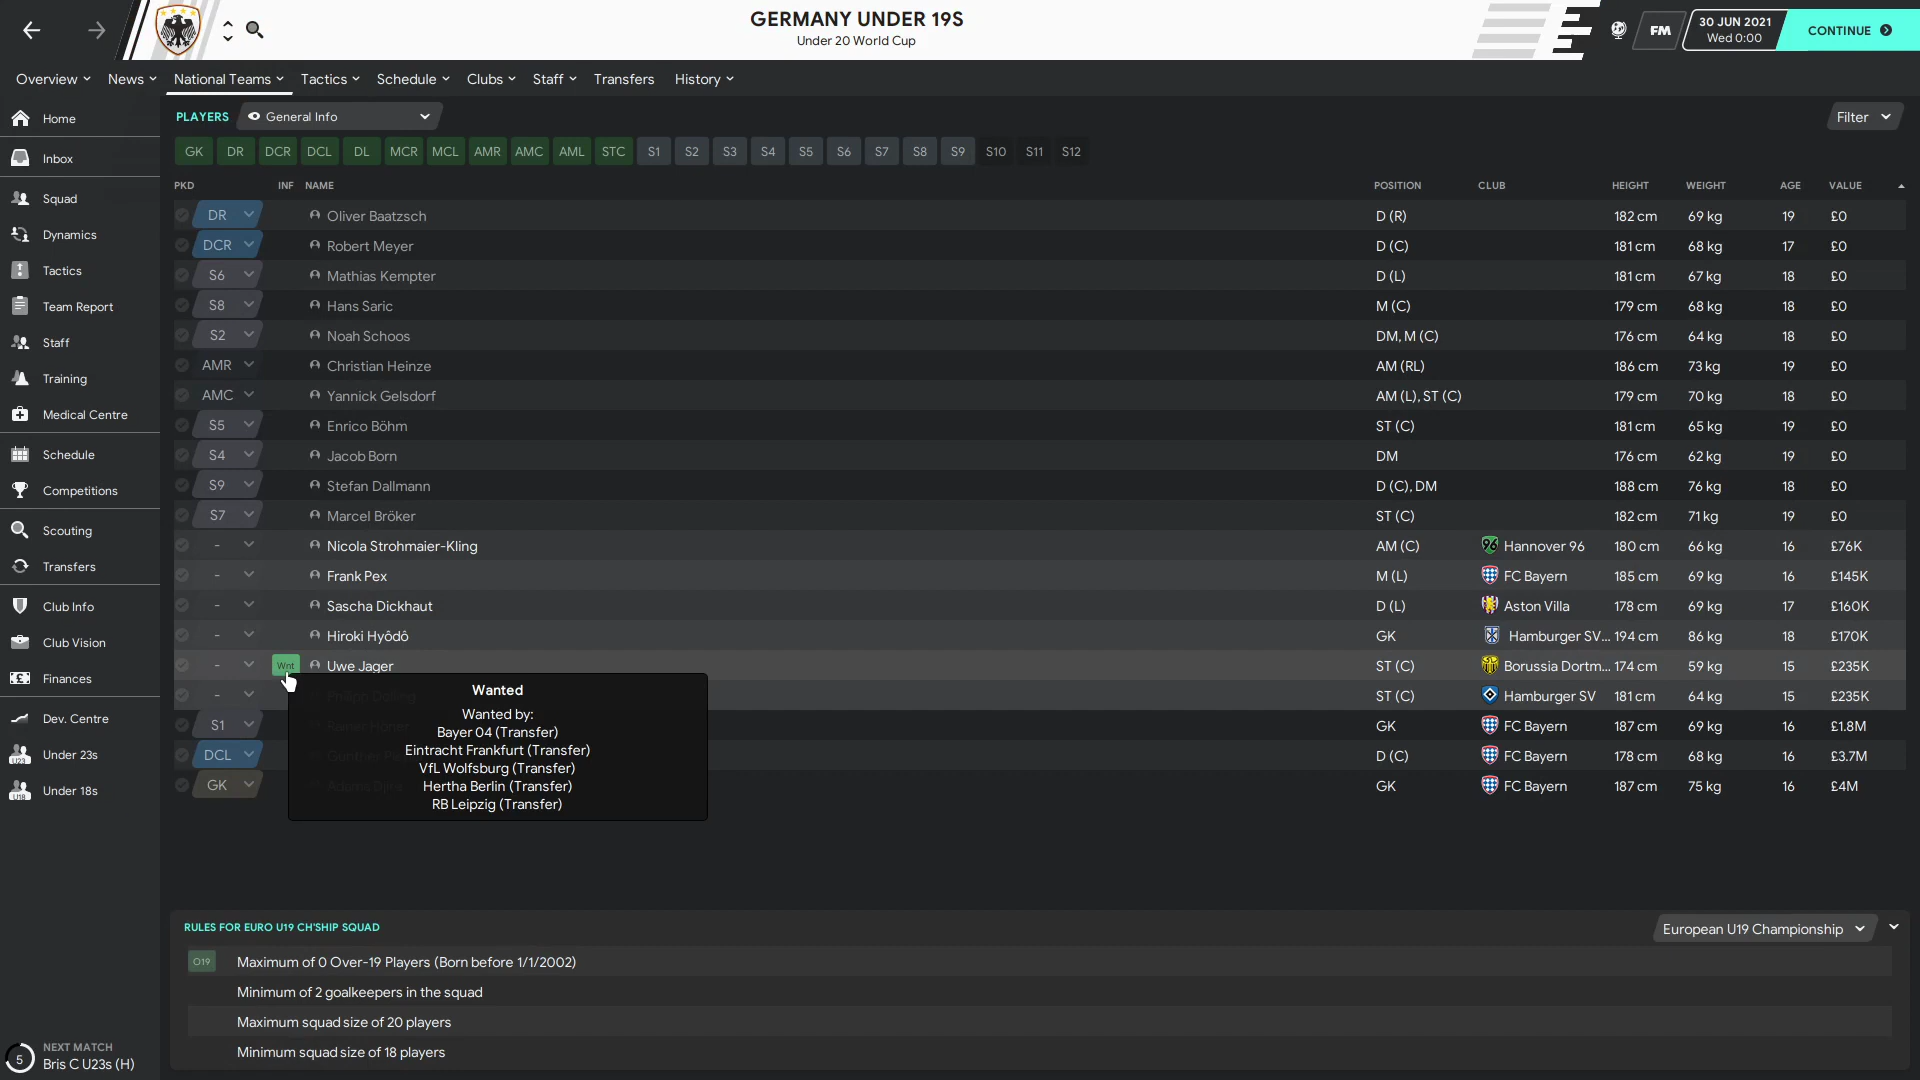 GERMANY UNDER 19S
Under 20 World Cup
FM
30 JUN 2021
Wed 0:00
CONTINUE
Overview News National Teams Tactics Schedule Clubs Staff Transfers History
Home
Inbox
Squad
Dynamics
Tactics
Team Report
Staff
Training
Medical Centre
Schedule
Competitions
Scouting
Transfers
Club Info
Club Vision
Finances
Dev. Centre
Under 23s
Under 18s
5
NEXT MATCH
Bris C U23s (H)
PLAYERS General Info Filter
GK DR DCR DCL DL MCR MCL AMR AMC AML STC S1 S2 S3 S4 S5 S6 S7 S8 S9 S10 S11 S12
PKD INF NAME POSITION CLUB HEIGHT WEIGHT AGE VALUE
DR Oliver Baatzsch D (R) 182 cm 69 kg 19 £0
DCR Robert Meyer D (C) 181 cm 68 kg 17 £0
S6 Mathias Kempter D (L) 181 cm 67 kg 18 £0
S8 Hans Saric M (C) 179 cm 68 kg 18 £0
S2 Noah Schoos DM, M (C) 176 cm 64 kg 18 £0
AMR Christian Heinze AM (RL) 186 cm 73 kg 19 £0
AMC Yannick Gelsdorf AM (L), ST (C) 179 cm 70 kg 18 £0
S5 Enrico Böhm ST (C) 181 cm 65 kg 19 £0
S4 Jacob Born DM 176 cm 62 kg 19 £0
S9 Stefan Dallmann D (C), DM 188 cm 76 kg 18 £0
S7 Marcel Bröker ST (C) 182 cm 71 kg 19 £0
- Nicola Strohmaier-Kling AM (C) Hannover 96 180 cm 66 kg 16 £76K
- Frank Pex M (L) FC Bayern 185 cm 69 kg 16 £145K
- Sascha Dickhaut D (L) Aston Villa 178 cm 69 kg 17 £160K
- Hiroki Hyôdô GK Hamburger SV... 194 cm 86 kg 18 £170K
- Wnt Uwe Jager ST (C) Borussia Dortm... 174 cm 59 kg 15 £235K
- ST (C) Hamburger SV 181 cm 64 kg 15 £235K
S1 GK FC Bayern 187 cm 69 kg 16 £1.8M
DCL D (C) FC Bayern 178 cm 68 kg 16 £3.7M
GK GK FC Bayern 187 cm 75 kg 16 £4M
Wanted
Wanted by:
Bayer 04 (Transfer)
Eintracht Frankfurt (Transfer)
VfL Wolfsburg (Transfer)
Hertha Berlin (Transfer)
RB Leipzig (Transfer)
RULES FOR EURO U19 CH'SHIP SQUAD European U19 Championship
O19 Maximum of 0 Over-19 Players (Born before 1/1/2002)
Minimum of 2 goalkeepers in the squad
Maximum squad size of 20 players
Minimum squad size of 18 players